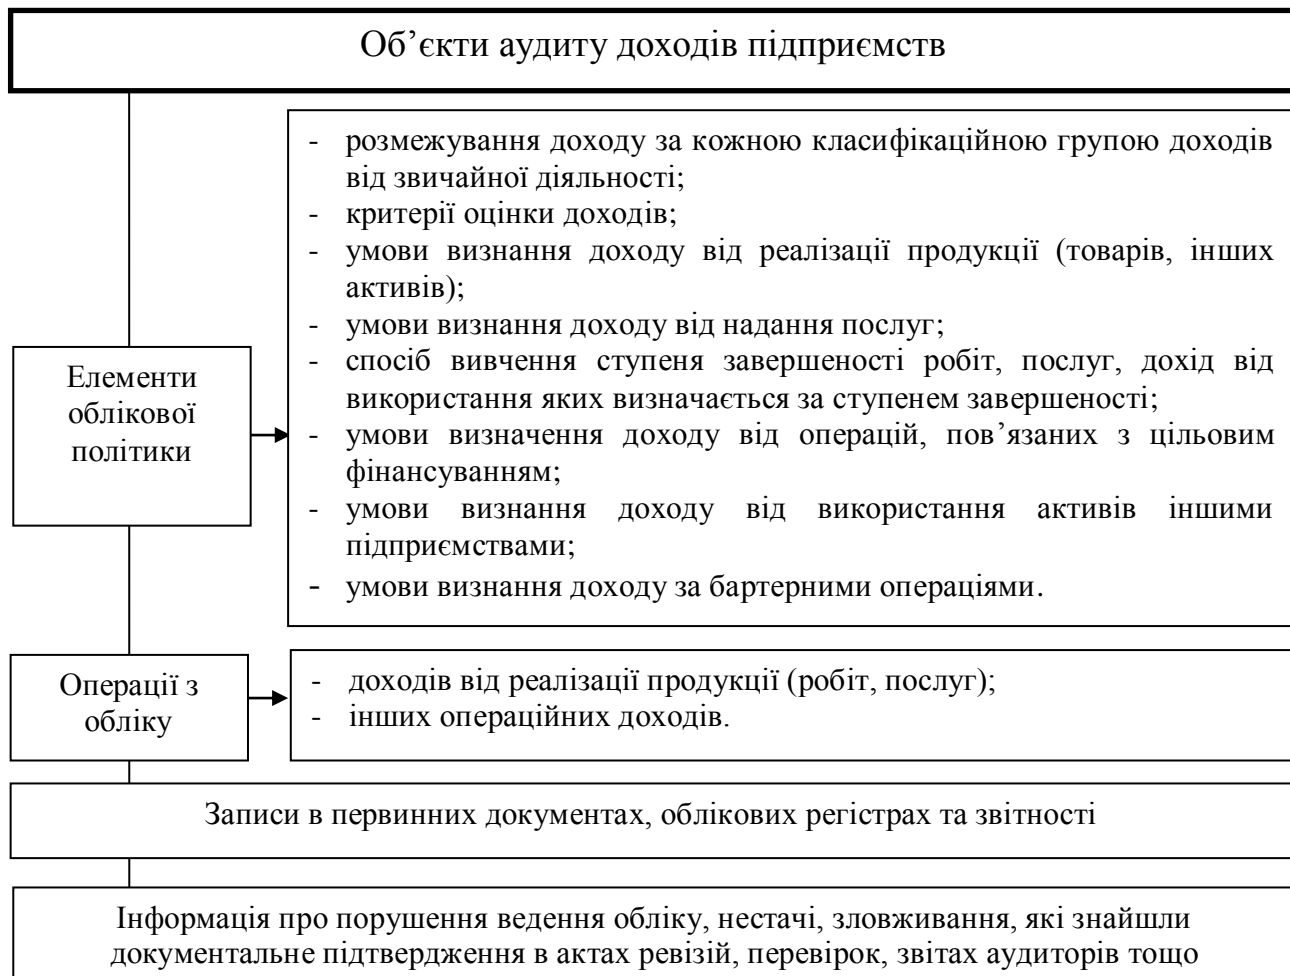 Об’єкти аудиту доходів підприємств
- розмежування доходу за кожною класифікаційною групою доходів
від звичайної діяльності;
- критерії оцінки доходів;
- умови визнання доходу від реалізації продукції (товарів, інших
активів);
- умови визнання доходу від надання послуг;
- спосіб вивчення ступеня завершеності робіт, послуг, дохід від
використання яких визначається за ступенем завершеності;
- умови визначення доходу від операцій, пов’язаних з цільовим
фінансуванням;
- умови визнання доходу від використання активів іншими
підприємствами;
- умови визнання доходу за бартерними операціями.
Елементи
облікової
політики
Операції з
обліку
- доходів від реалізації продукції (робіт, послуг);
- інших операційних доходів.
Записи в первинних документах, облікових регістрах та звітності
Інформація про порушення ведення обліку, нестачі, зловживання, які знайшли
документальне підтвердження в актах ревізій, перевірок, звітах аудиторів тощо